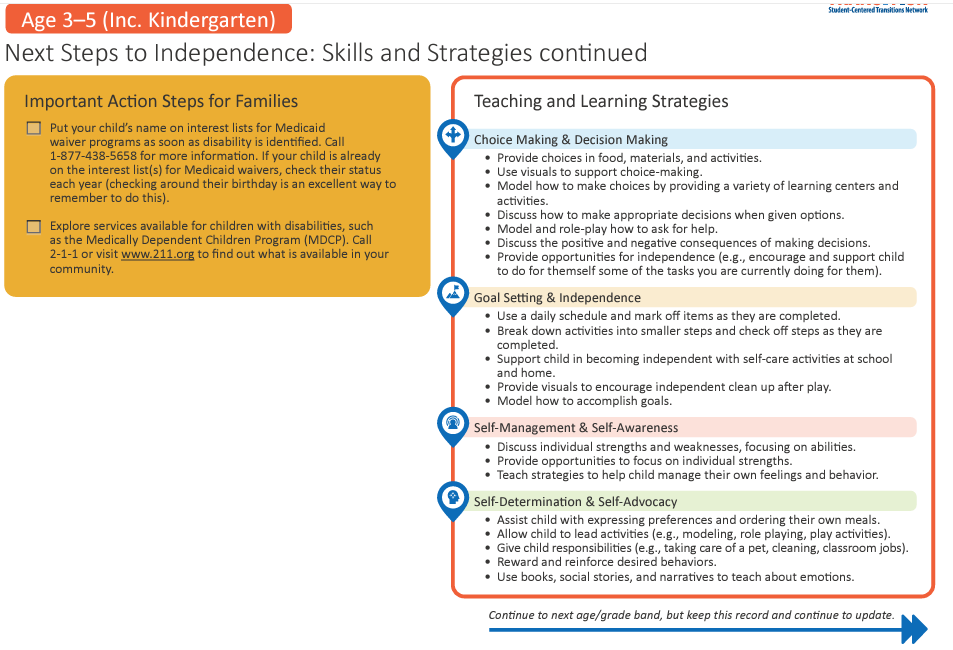 Student-Centered Transitions Network
Age 3–5 (Inc. Kindergarten)
Next Steps to Independence: Skills and Strategies continued
Important Action Steps for Families
Put your child's name on interest lists for Medicaid
waiver programs as soon as disability is identified. Call
1-877-438-5658 for more information. If your child is already
on the interest list(s) for Medicaid waivers, check their status
each year (checking around their birthday is an excellent way to
remember to do this).
Explore services available for children with disabilities, such
as the Medically Dependent Children Program (MDCP). Call
2-1-1 or visit www.211.org to find out what is available in your
community.
Teaching and Learning Strategies
Choice Making & Decision Making
• Provide choices in food, materials, and activities.
• Use visuals to support choice-making.
• Model how to make choices by providing a variety of learning centers and
activities.
• Discuss how to make appropriate decisions when given options.
• Model and role-play how to ask for help.
• Discuss the positive and negative consequences of making decisions.
• Provide opportunities for independence (e.g., encourage and support child
to do for themself some of the tasks you are currently doing for them).
Goal Setting & Independence
• Use a daily schedule and mark off items as they are completed.
• Break down activities into smaller steps and check off steps as they are
completed.
• Support child in becoming independent with self-care activities at school
and home.
• Provide visuals to encourage independent clean up after play.
• Model how to accomplish goals.
Self-Management & Self-Awareness
• Discuss individual strengths and weaknesses, focusing on abilities.
• Provide opportunities to focus on individual strengths.
• Teach strategies to help child manage their own feelings and behavior.
Self-Determination & Self-Advocacy
• Assist child with expressing preferences and ordering their own meals.
• Allow child to lead activities (e.g., modeling, role playing, play activities).
• Give child responsibilities (e.g., taking care of a pet, cleaning, classroom jobs).
• Reward and reinforce desired behaviors.
• Use books, social stories, and narratives to teach about emotions.
Continue to next age/grade band, but keep this record and continue to update.